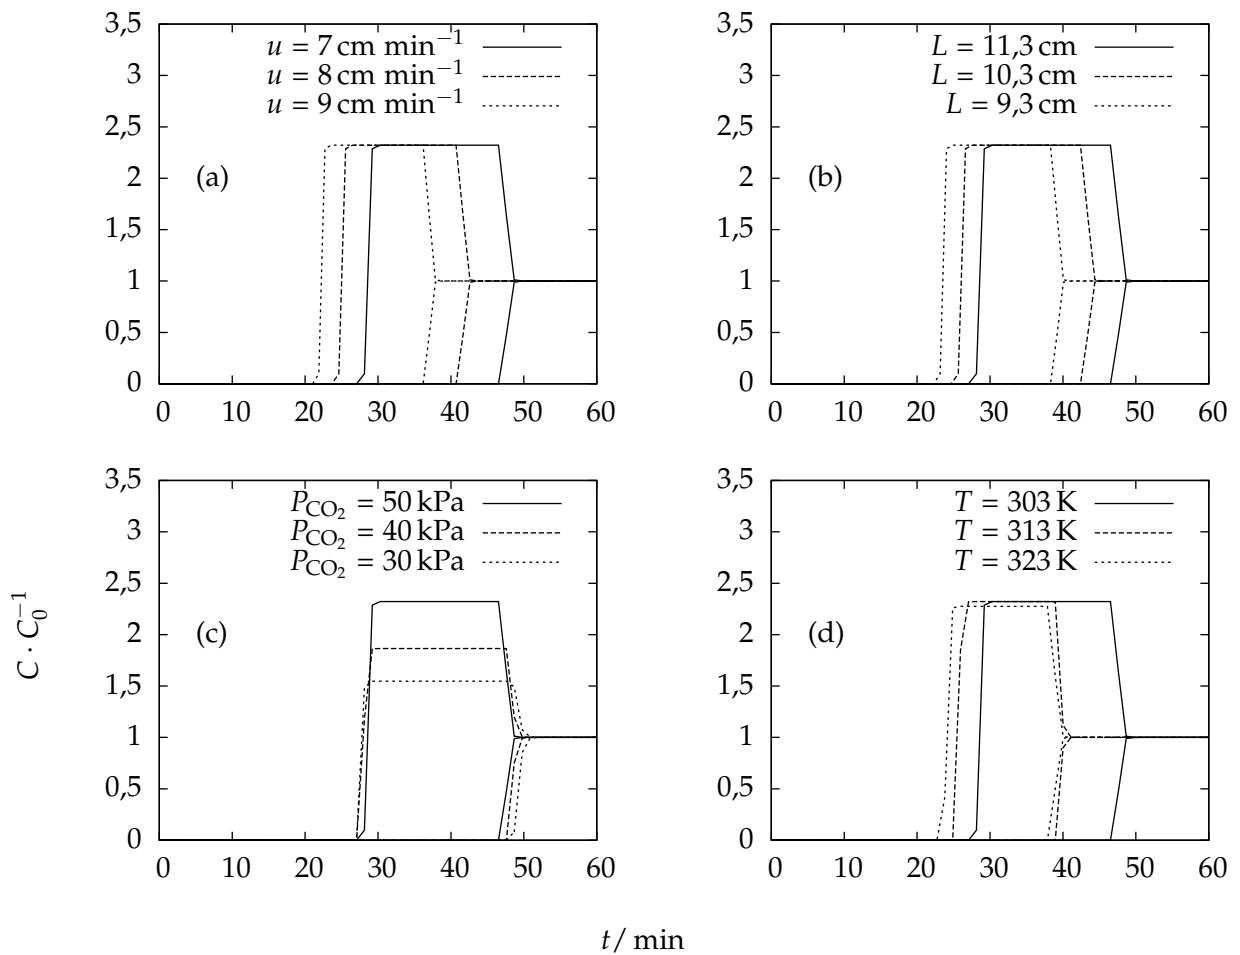 3,5
3
2,5
2
1,5
1
0,5
0
u = 7 cm min⁻¹
u = 8 cm min⁻¹
u = 9 cm min⁻¹
(a)
0 10 20 30 40 50 60
3,5
3
2,5
2
1,5
1
0,5
0
L = 11,3 cm
L = 10,3 cm
L = 9,3 cm
(b)
0 10 20 30 40 50 60
C · C₀⁻¹
3,5
3
2,5
2
1,5
1
0,5
0
P_CO₂ = 50 kPa
P_CO₂ = 40 kPa
P_CO₂ = 30 kPa
(c)
0 10 20 30 40 50 60
3,5
3
2,5
2
1,5
1
0,5
0
T = 303 K
T = 313 K
T = 323 K
(d)
0 10 20 30 40 50 60
t/ min